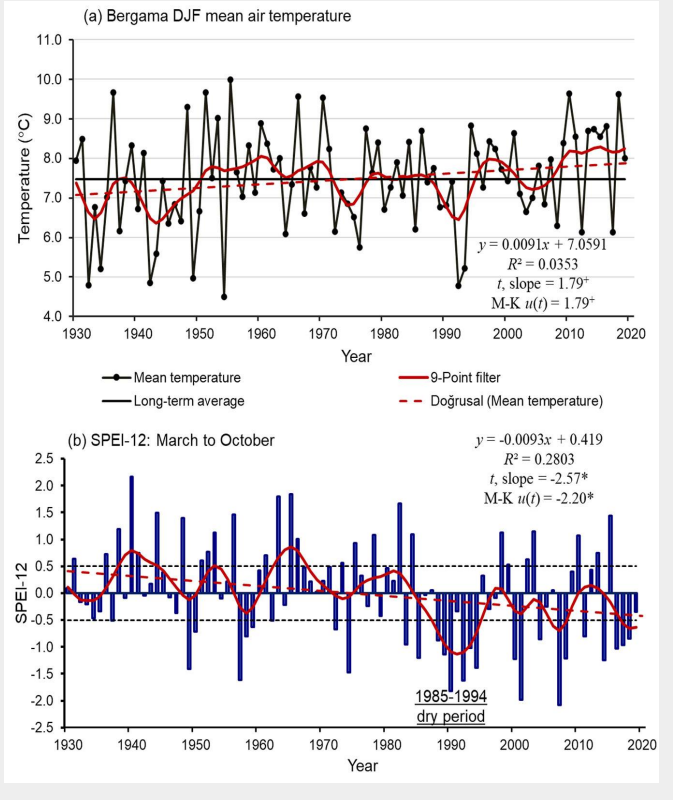 (a) Bergama DJF mean air temperature
11.0
10.0
9.0
8.0
7.0
6.0
5.0
4.0
Temperature (°C)
y = 0.0091x + 7.0591
R² = 0.0353
t, slope = 1.79⁺
M-K u(t) = 1.79⁺
1930 1940 1950 1960 1970 1980 1990 2000 2010 2020
Year
Mean temperature
9-Point filter
Long-term average
Doğrusal (Mean temperature)
(b) SPEI-12: March to October
y = -0.0093x + 0.419
R² = 0.2803
t, slope = -2.57*
M-K u(t) = -2.20*
2.5
2.0
1.5
1.0
0.5
0.0
-0.5
-1.0
-1.5
-2.0
-2.5
SPEI-12
1985-1994
dry period
1930 1940 1950 1960 1970 1980 1990 2000 2010 2020
Year